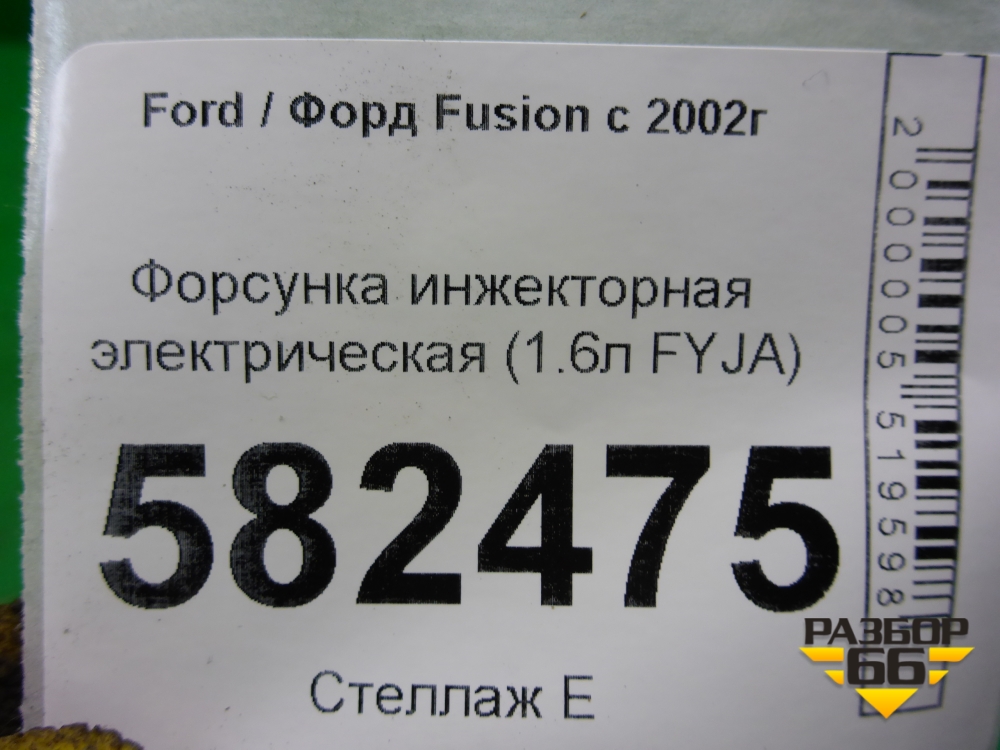 Ford / Форд Fusion с 2002г
Форсунка инжекторная
электрическая (1.6л FYJA)
582475
Стеллаж Е
2000005519598
РАЗБОР
66